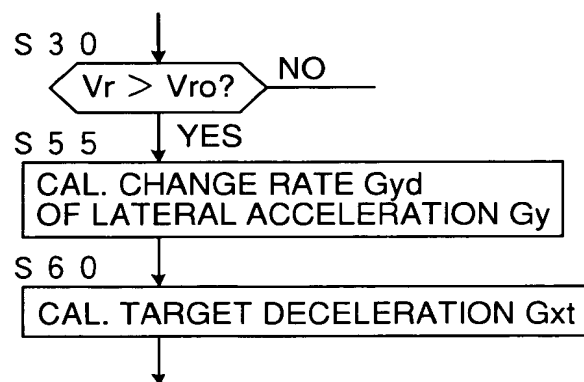 S 3 0
Vr > Vro?
NO
YES
S 5 5
CAL. CHANGE RATE Gyd
OF LATERAL ACCELERATION Gy
S 6 0
CAL. TARGET DECELERATION Gxt